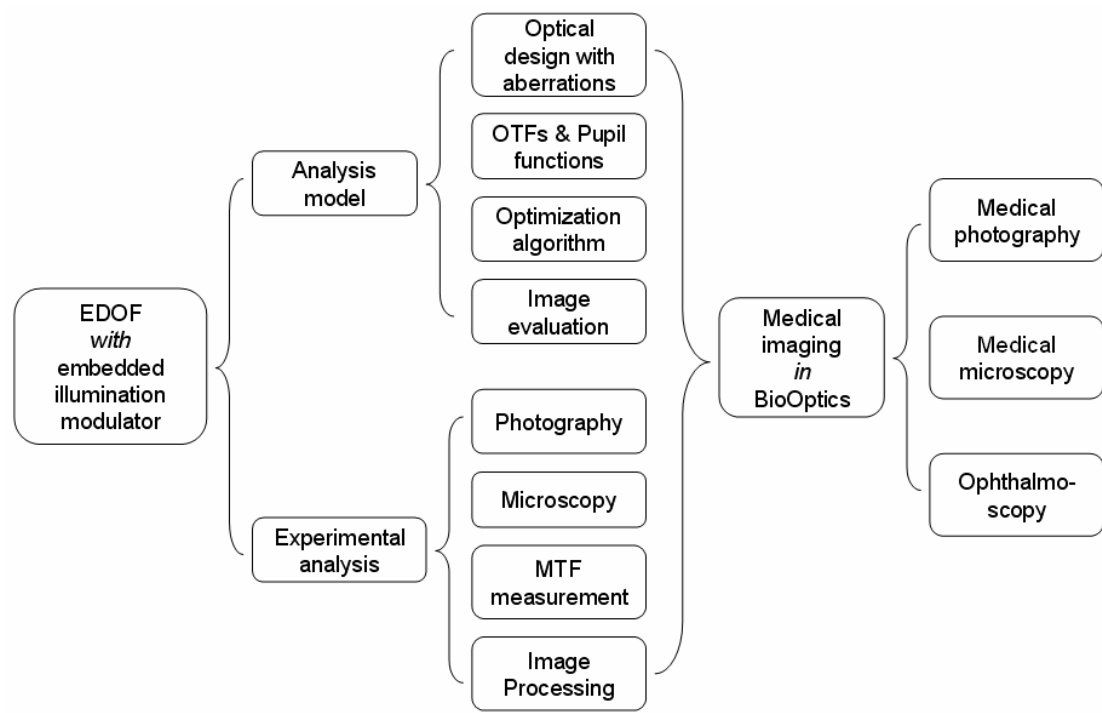 EDOF
with
embedded
illumination
modulator
Analysis
model
Experimental
analysis
Optical
design with
aberrations
OTFs & Pupil
functions
Optimization
algorithm
Image
evaluation
Photography
Microscopy
MTF
measurement
Image
Processing
Medical
imaging
in
BioOptics
Medical
photography
Medical
microscopy
Ophthalmo-
scopy